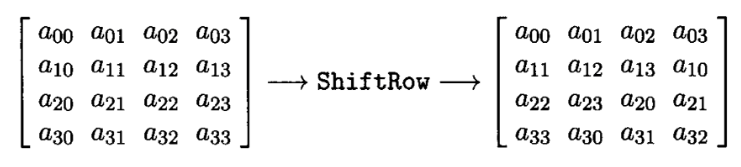 a₀₀ a₀₁ a₀₂ a₀₃ a₀₀ a₀₁ a₀₂ a₀₃
a₁₀ a₁₁ a₁₂ a₁₃ a₁₁ a₁₂ a₁₃ a₁₀
⟶ ShiftRow ⟶
a₂₀ a₂₁ a₂₂ a₂₃ a₂₂ a₂₃ a₂₀ a₂₁
a₃₀ a₃₁ a₃₂ a₃₃ a₃₃ a₃₀ a₃₁ a₃₂